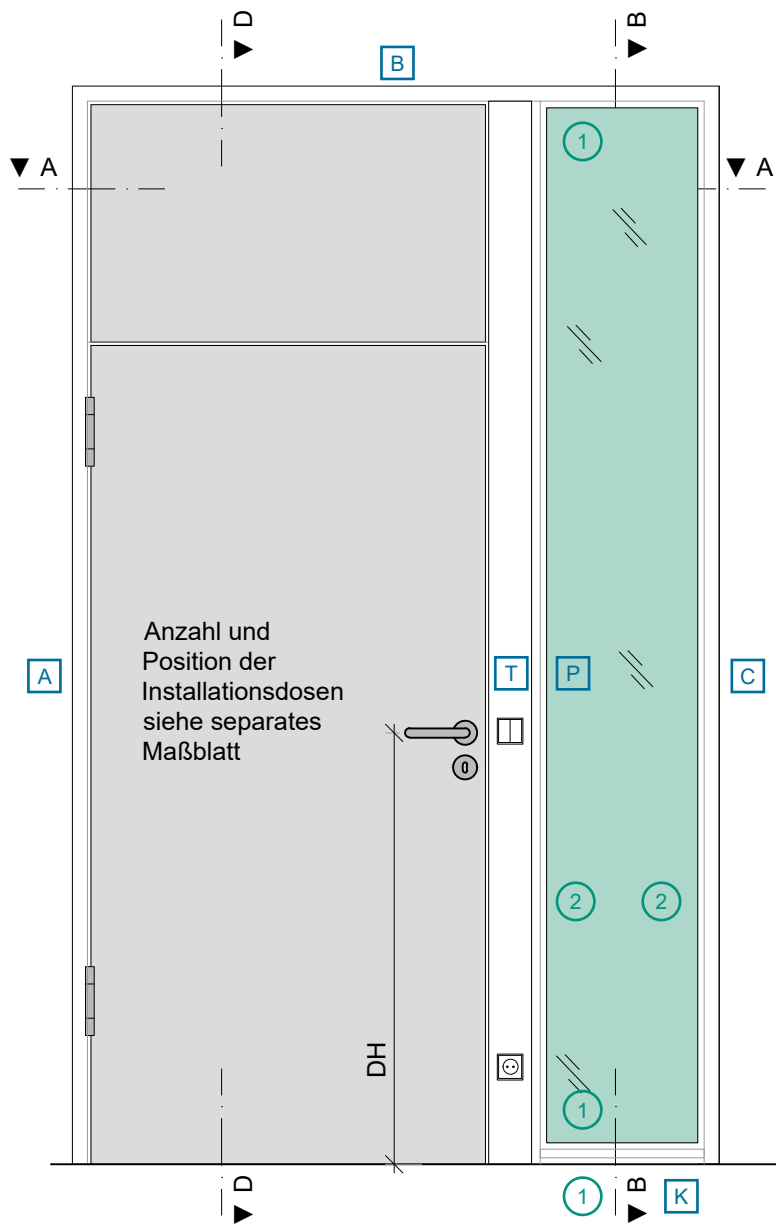 D
B
B
1
A
A
Anzahl und
Position der
Installationsdosen
siehe separates
Maßblatt
A
T
P
C
2
2
DH
1
D
1
B
K